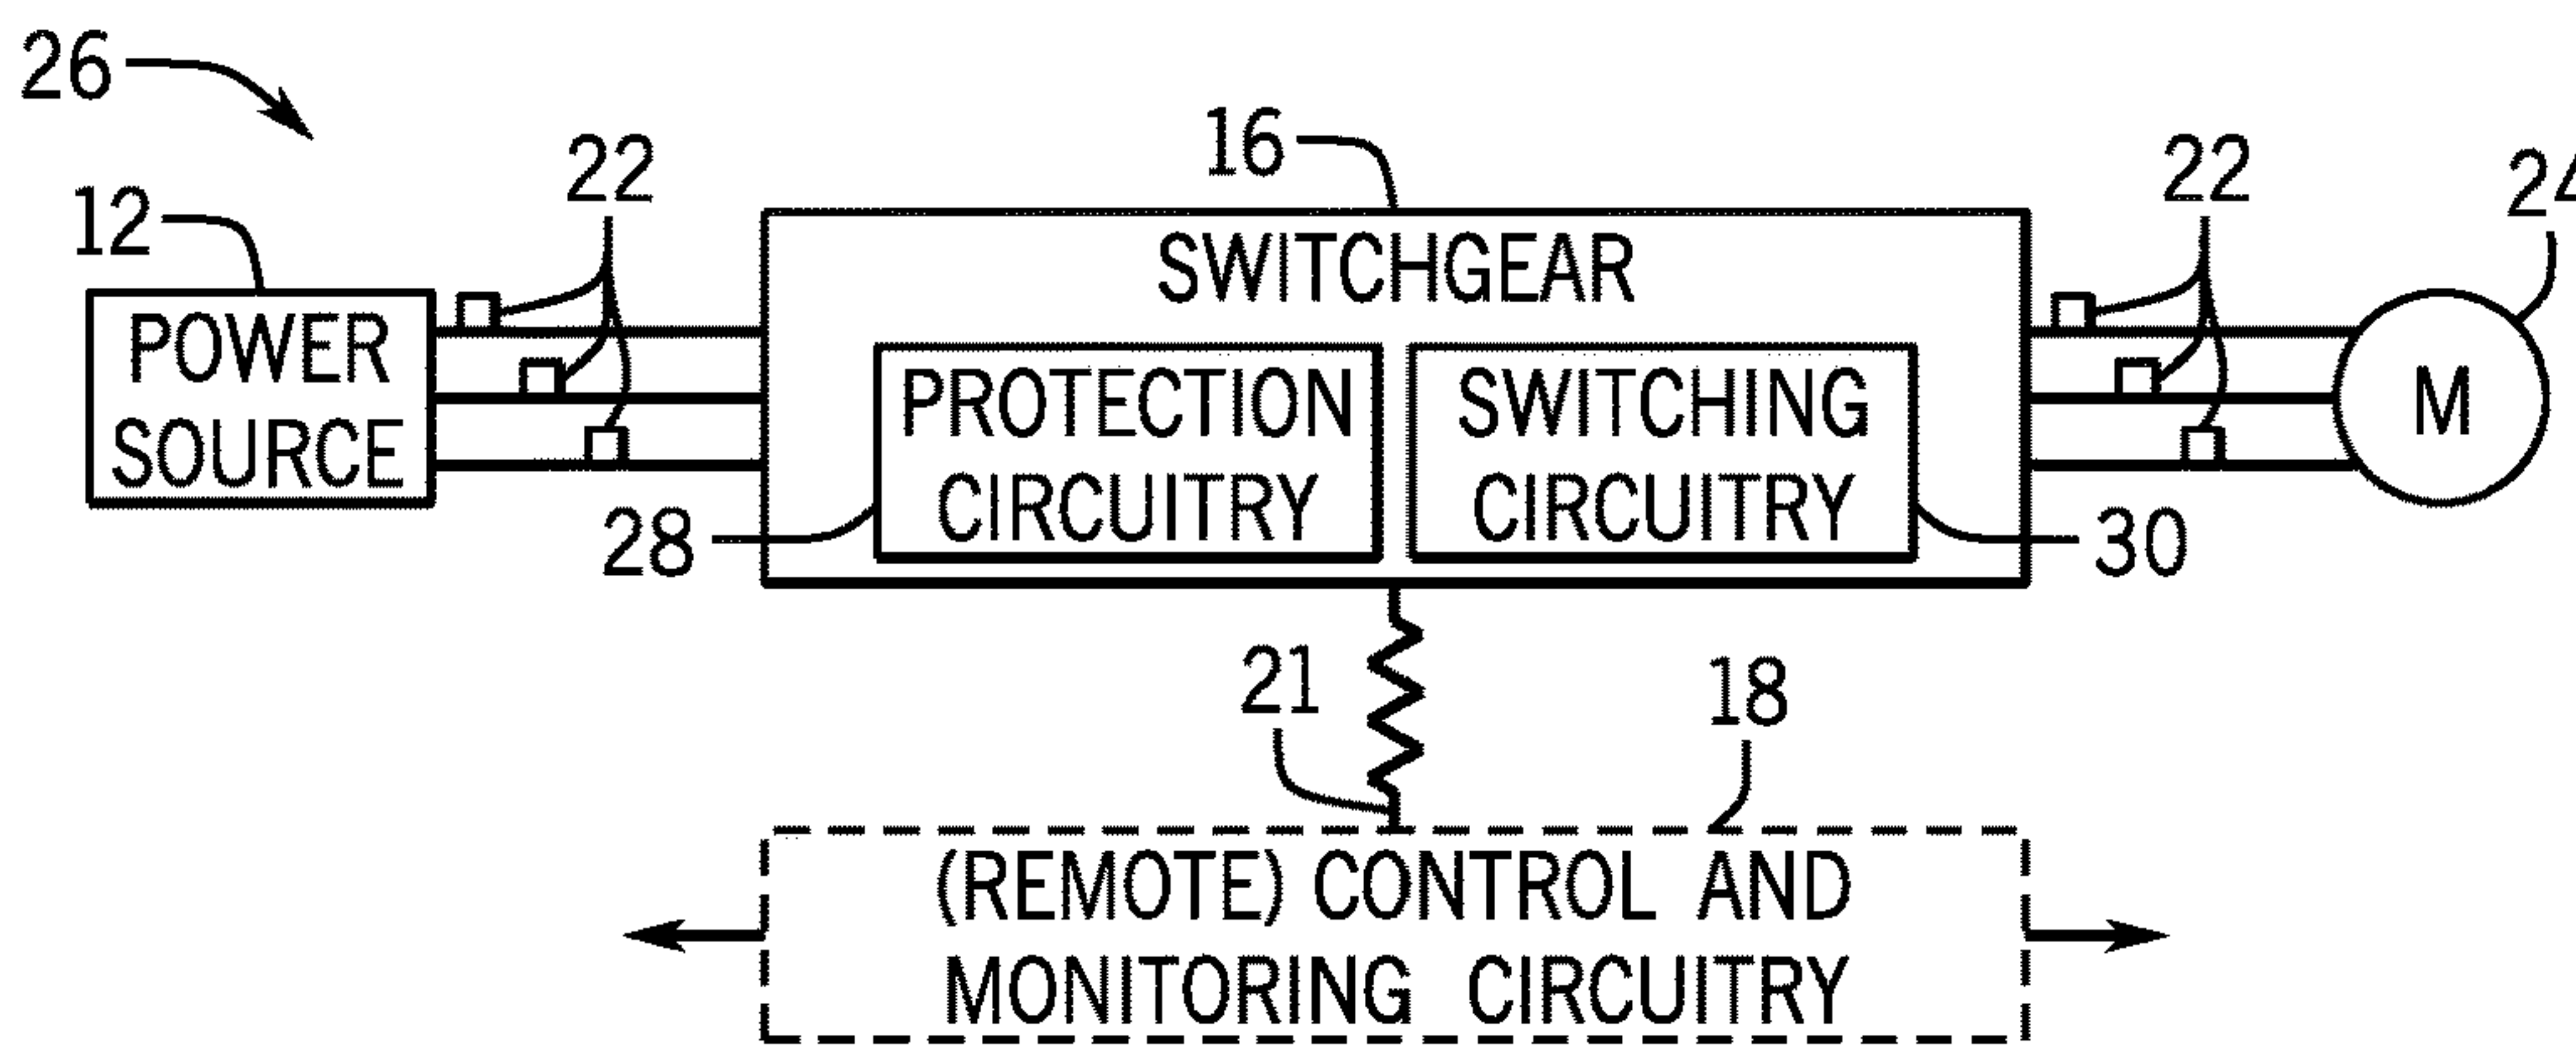 26
12
22
16
22
24
SWITCHGEAR
POWER
SOURCE
PROTECTION
CIRCUITRY
SWITCHING
CIRCUITRY
M
28
30
21
18
(REMOTE) CONTROL AND
MONITORING CIRCUITRY